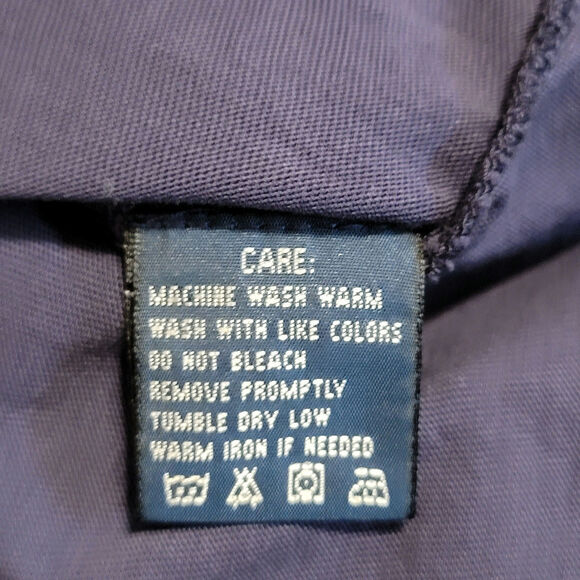 CARE:
MACHINE WASH WARM
WASH WITH LIKE COLORS
DO NOT BLEACH
REMOVE PROMPTLY
TUMBLE DRY LOW
WARM IRON IF NEEDED